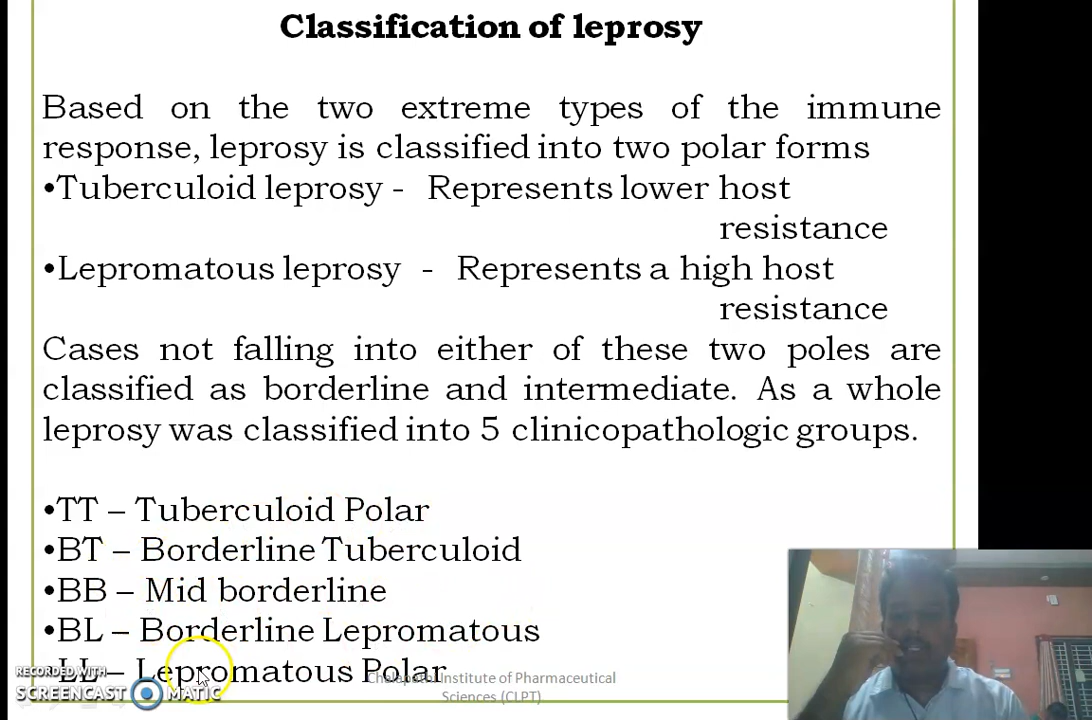 Classification of leprosy
Based on the two extreme types of the immune
response, leprosy is classified into two polar forms
•Tuberculoid leprosy - Represents lower host
resistance
•Lepromatous leprosy - Represents a high host
resistance
Cases not falling into either of these two poles are
classified as borderline and intermediate. As a whole
leprosy was classified into 5 clinicopathologic groups.
•TT – Tuberculoid Polar
•BT – Borderline Tuberculoid
•BB – Mid borderline
•BL – Borderline Lepromatous
LL – Lepromatous Polar
Chalapathi Institute of Pharmaceutical
Sciences (CLPT)
RECORDED WITH
SCREENCAST MATIC